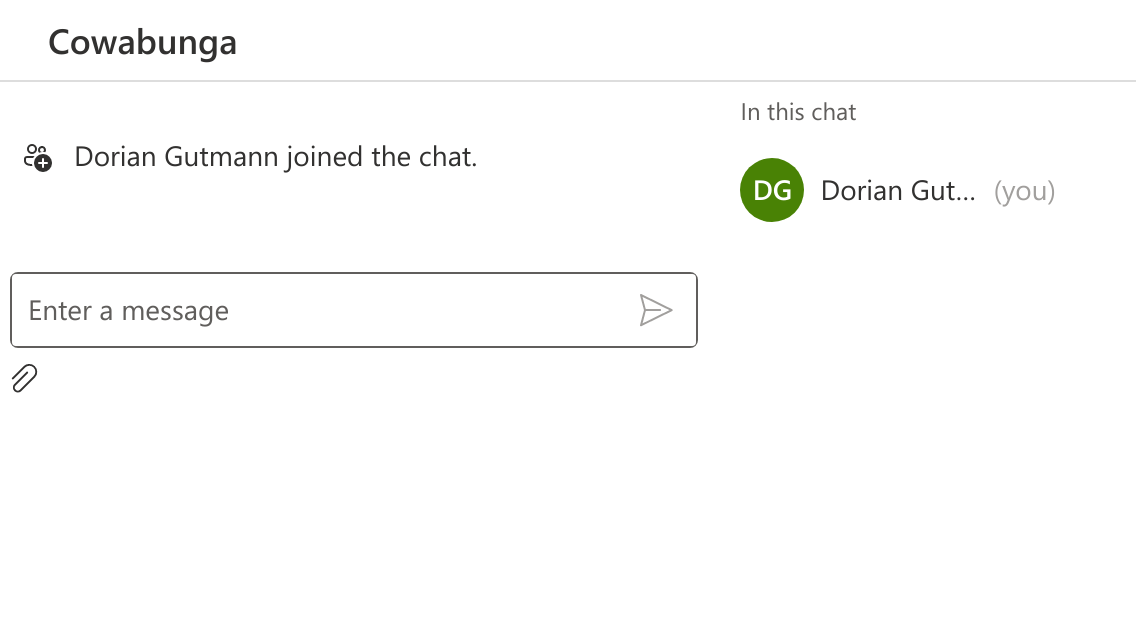 Cowabunga
In this chat
Dorian Gutmann joined the chat.
DG
Dorian Gut... (you)
Enter a message